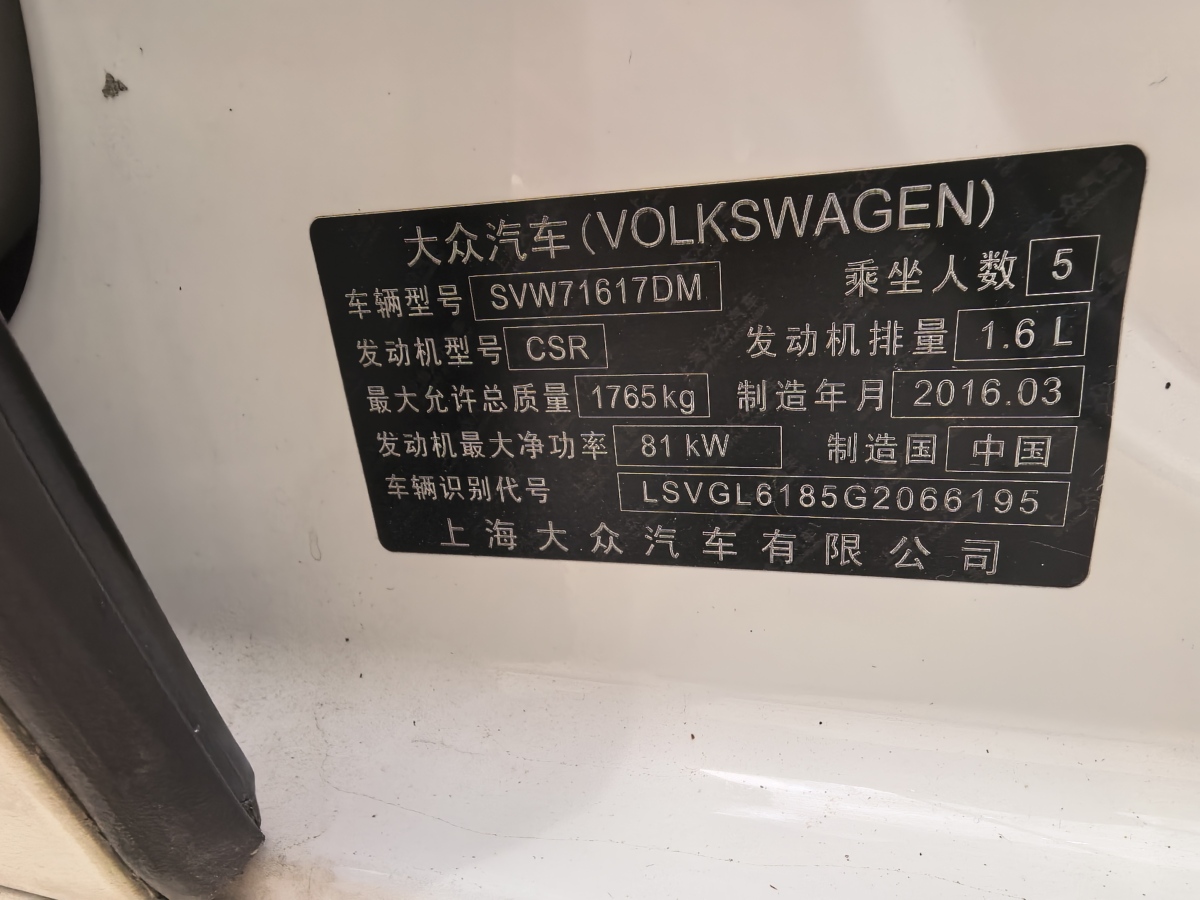 大众汽车(VOLKSWAGEN)
车辆型号 SVW71617DM 乘坐人数 5
发动机型号 CSR 发动机排量 1.6 L
最大允许总质量 1765kg 制造年月 2016.03
发动机最大净功率 81 kW 制造国 中国
车辆识别代号 LSVGL6185G2066195
上海大众汽车有限公司